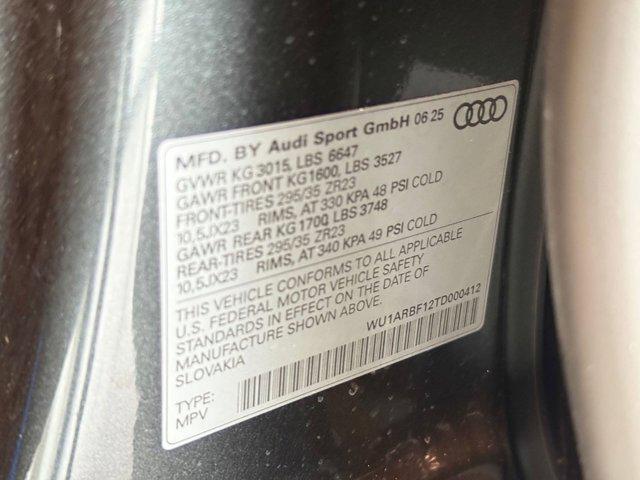 MFD. BY Audi Sport GmbH 06 25
GVWR KG 3015, LBS 6647
GAWR FRONT KG1600, LBS 3527
FRONT-TIRES 295/35 ZR23
10,5JX23 RIMS, AT 330 KPA 48 PSI COLD
GAWR REAR KG 1700, LBS 3748
REAR-TIRES 295/35 ZR23
10,5JX23 RIMS, AT 340 KPA 49 PSI COLD
THIS VEHICLE CONFORMS TO ALL APPLICABLE
U.S. FEDERAL MOTOR VEHICLE SAFETY
STANDARDS IN EFFECT ON THE DATE OF
MANUFACTURE SHOWN ABOVE.
SLOVAKIA
WU1ARBF12TD000412
TYPE:
MPV